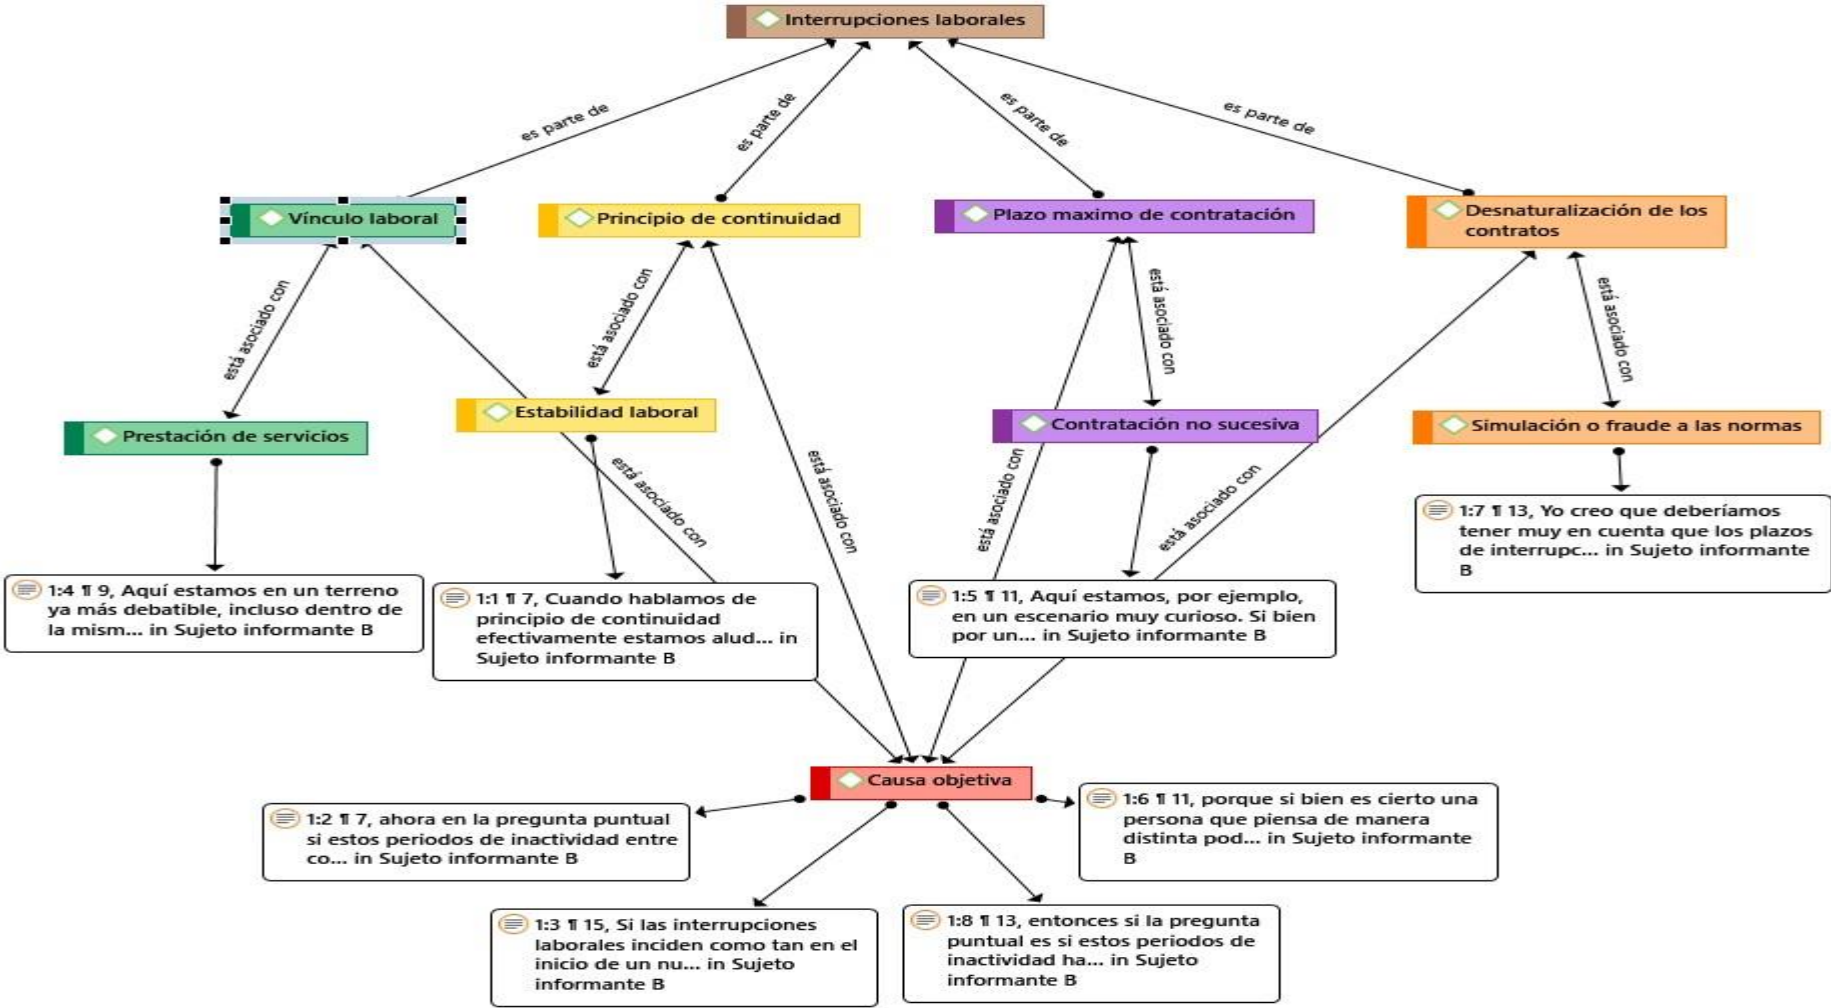 Interrupciones laborales
es parte de
es parte de
es parte de
es parte de
Vínculo laboral
Principio de continuidad
Plazo maximo de contratación
Desnaturalización de los
contratos
está asociado con
está asociado con
está asociado con
está asociado con
Prestación de servicios
Estabilidad laboral
Contratación no sucesiva
Simulación o fraude a las normas
está asociado con
está asociado con
está asociado con
está asociado con
1:4 ¶ 9, Aquí estamos en un terreno
ya más debatible, incluso dentro de
la mism... in Sujeto informante B
1:1 ¶ 7, Cuando hablamos de
principio de continuidad
efectivamente estamos alud... in
Sujeto informante B
1:5 ¶ 11, Aquí estamos, por ejemplo,
en un escenario muy curioso. Si bien
por un... in Sujeto informante B
1:7 ¶ 13, Yo creo que deberíamos
tener muy en cuenta que los plazos
de interrupc... in Sujeto informante
B
Causa objetiva
1:2 ¶ 7, ahora en la pregunta puntual
si estos periodos de inactividad entre
co... in Sujeto informante B
1:6 ¶ 11, porque si bien es cierto una
persona que piensa de manera
distinta pod... in Sujeto informante
B
1:3 ¶ 15, Si las interrupciones
laborales inciden como tan en el
inicio de un nu... in Sujeto
informante B
1:8 ¶ 13, entonces si la pregunta
puntual es si estos periodos de
inactividad ha... in Sujeto
informante B